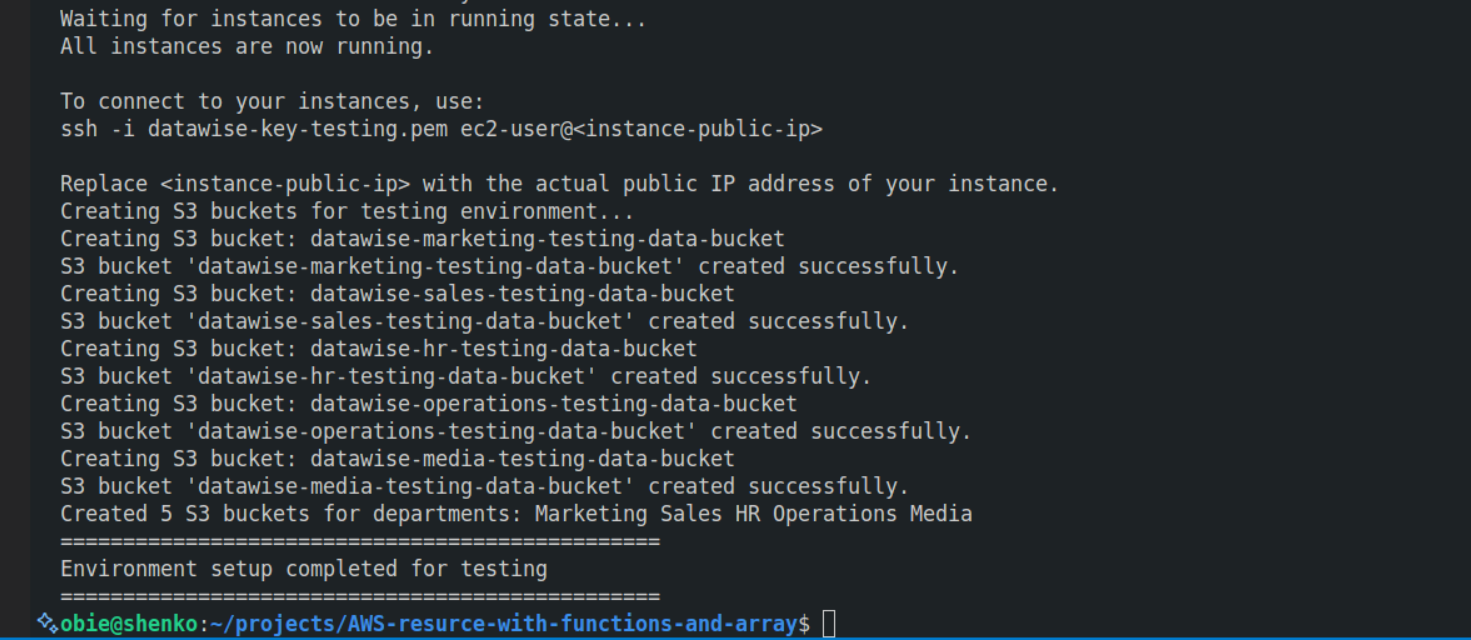 Waiting for instances to be in running state...
All instances are now running.
To connect to your instances, use:
ssh -i datawise-key-testing.pem ec2-user@<instance-public-ip>
Replace <instance-public-ip> with the actual public IP address of your instance.
Creating S3 buckets for testing environment...
Creating S3 bucket: datawise-marketing-testing-data-bucket
S3 bucket 'datawise-marketing-testing-data-bucket' created successfully.
Creating S3 bucket: datawise-sales-testing-data-bucket
S3 bucket 'datawise-sales-testing-data-bucket' created successfully.
Creating S3 bucket: datawise-hr-testing-data-bucket
S3 bucket 'datawise-hr-testing-data-bucket' created successfully.
Creating S3 bucket: datawise-operations-testing-data-bucket
S3 bucket 'datawise-operations-testing-data-bucket' created successfully.
Creating S3 bucket: datawise-media-testing-data-bucket
S3 bucket 'datawise-media-testing-data-bucket' created successfully.
Created 5 S3 buckets for departments: Marketing Sales HR Operations Media
================================================
Environment setup completed for testing
================================================
obie@shenko:~/projects/AWS-resurce-with-functions-and-array$